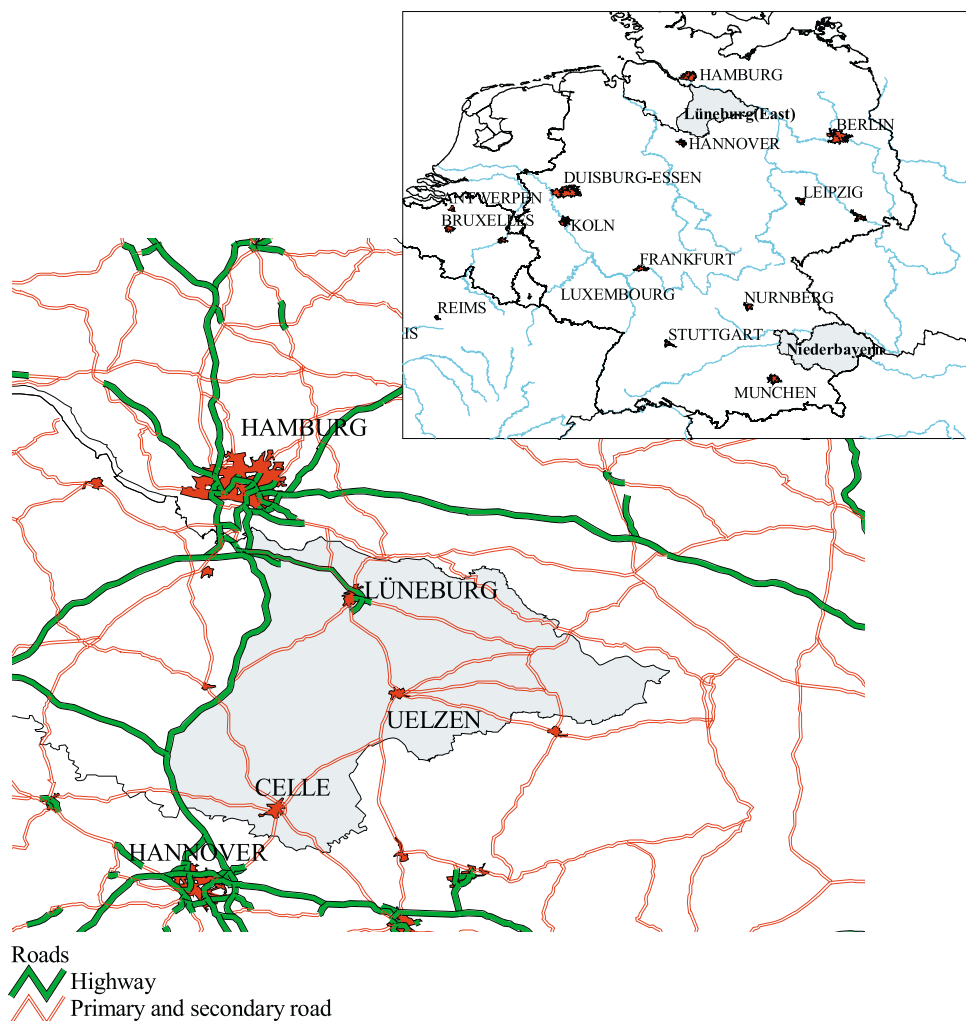 HAMBURG
Lüneburg(East)
BERLIN
HANNOVER
DUISBURG-ESSEN
ANTWERPEN
LEIPZIG
BRUXELLES
KOLN
FRANKFURT
LUXEMBOURG
NURNBERG
REIMS
IS
STUTTGART
Niederbayern
MUNCHEN
HAMBURG
LÜNEBURG
UELZEN
CELLE
HANNOVER
Roads
Highway
Primary and secondary road